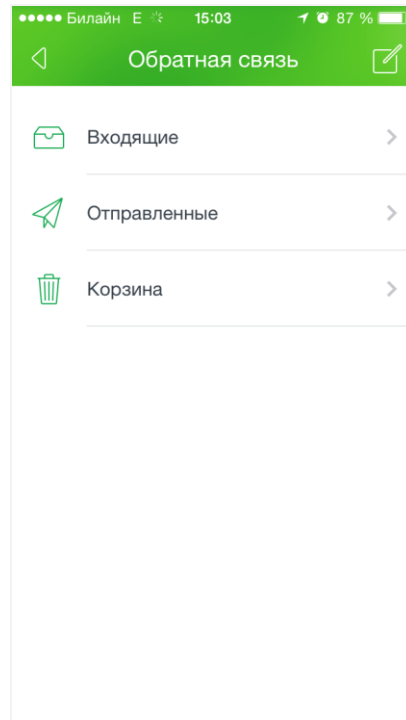 Билайн E 15:03 87 %
Обратная связь
Входящие
Отправленные
Корзина